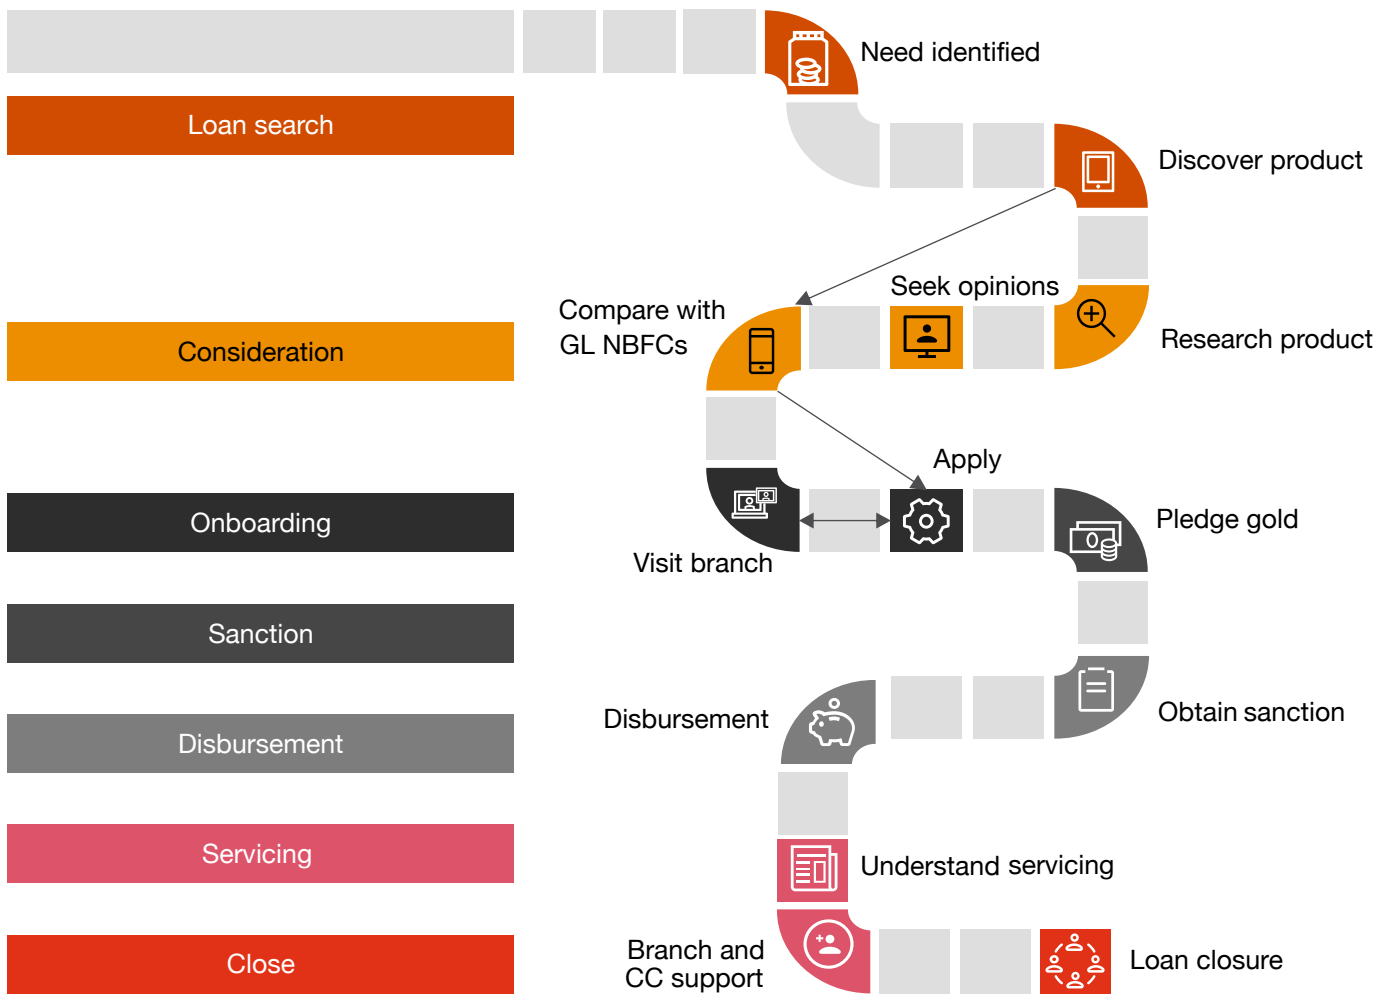 Need identified
Loan search
Discover product
Seek opinions
Compare with
GL NBFCs
Research product
Consideration
Apply
Onboarding
Pledge gold
Visit branch
Sanction
Disbursement
Obtain sanction
Disbursement
Servicing
Understand servicing
Branch and
CC support
Close
Loan closure